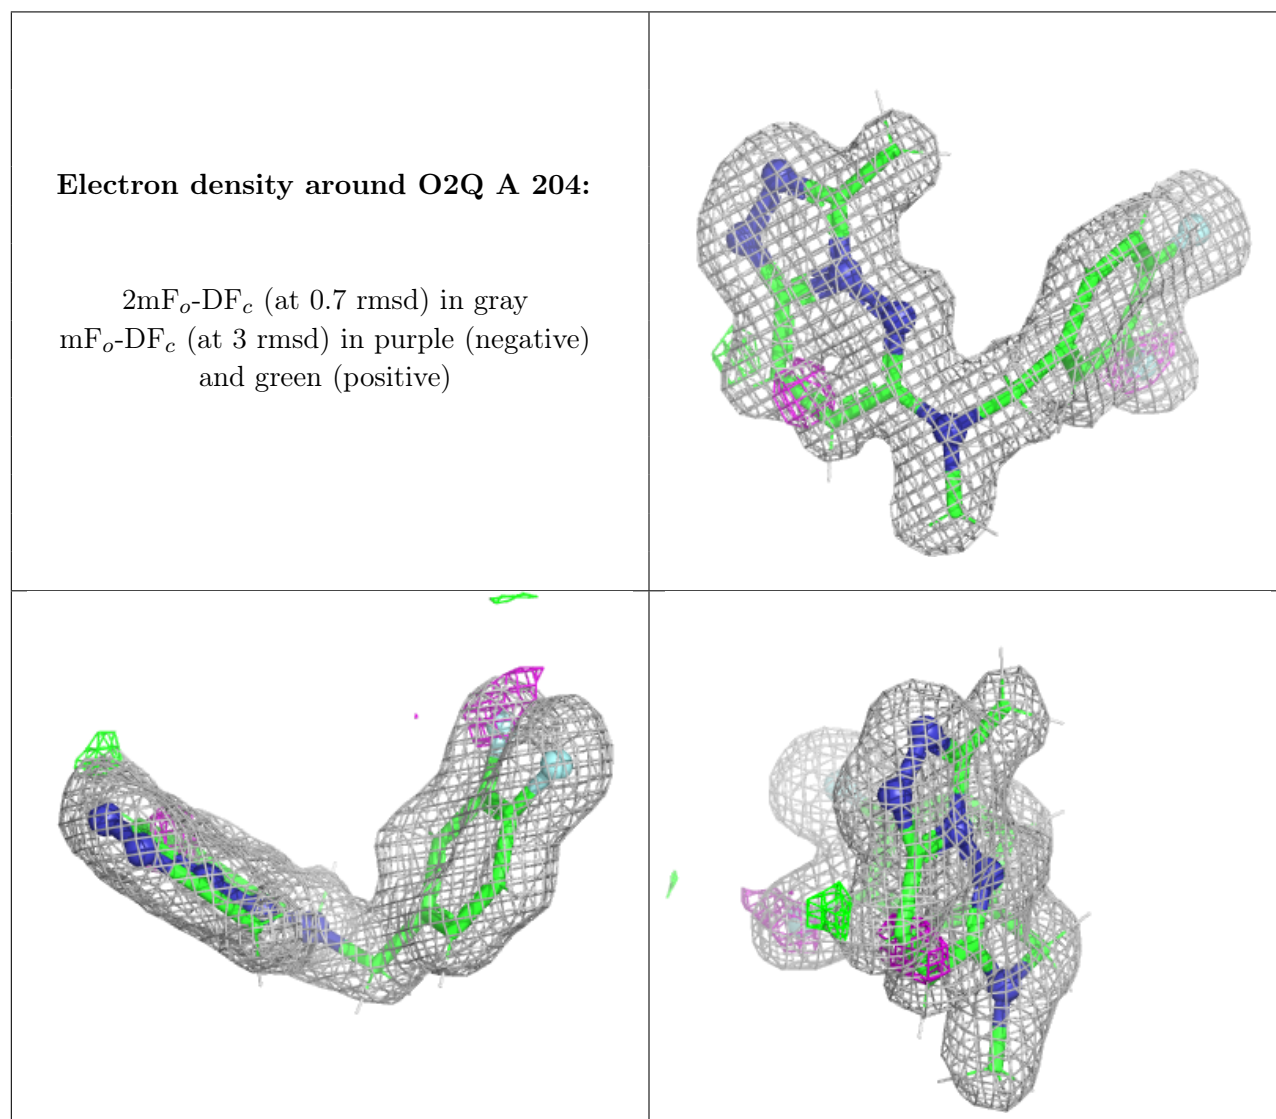 Electron density around O2Q A 204:
2mFo-DFc (at 0.7 rmsd) in gray
mFo-DFc (at 3 rmsd) in purple (negative)
and green (positive)